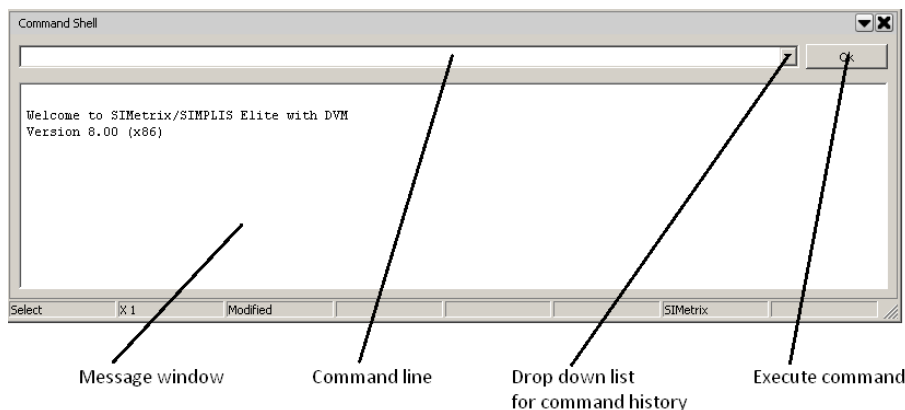 Command Shell
Ok
Welcome to SIMetrix/SIMPLIS Elite with DVM
Version 8.00 (x86)
Select X 1 Modified SIMetrix
Message window Command line Drop down list Execute command
for command history